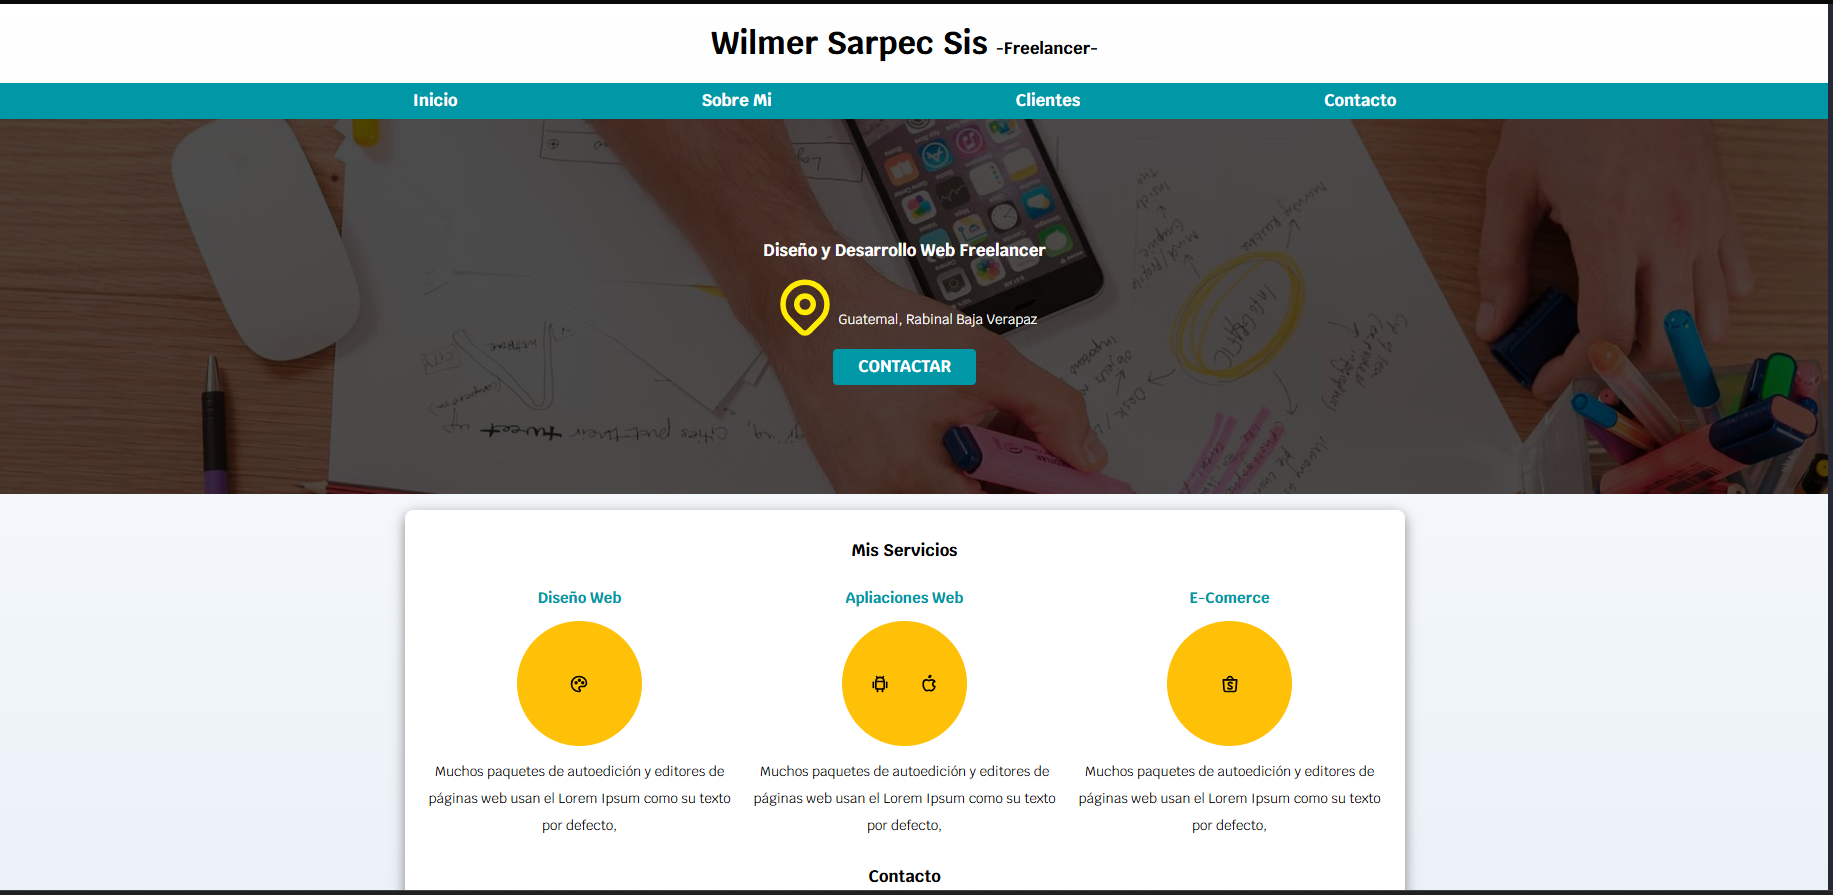 Wilmer Sarpec Sis -Freelancer-
Inicio Sobre Mi Clientes Contacto
Diseño y Desarrollo Web Freelancer
Guatemal, Rabinal Baja Verapaz
CONTACTAR
Mis Servicios
Diseño Web
Apliaciones Web
E-Comerce
Muchos paquetes de autoedición y editores de
páginas web usan el Lorem Ipsum como su texto
por defecto,
Muchos paquetes de autoedición y editores de
páginas web usan el Lorem Ipsum como su texto
por defecto,
Muchos paquetes de autoedición y editores de
páginas web usan el Lorem Ipsum como su texto
por defecto,
Contacto